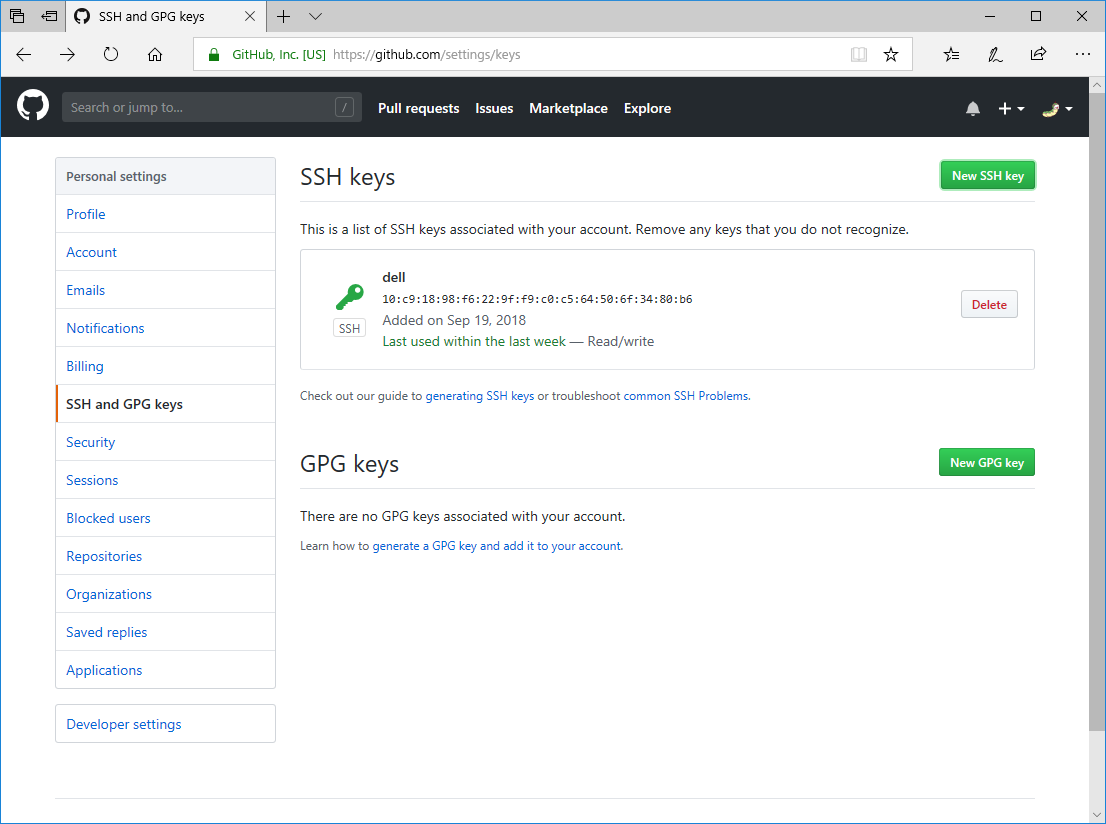 SSH and GPG keys
GitHub, Inc. [US] https://github.com/settings/keys
Search or jump to... /
Pull requests Issues Marketplace Explore
Personal settings
Profile
Account
Emails
Notifications
Billing
SSH and GPG keys
Security
Sessions
Blocked users
Repositories
Organizations
Saved replies
Applications
Developer settings
SSH keys
New SSH key
This is a list of SSH keys associated with your account. Remove any keys that you do not recognize.
dell
10:c9:18:98:f6:22:9f:f9:c0:c5:64:50:6f:34:80:b6
SSH
Added on Sep 19, 2018
Last used within the last week — Read/write
Delete
Check out our guide to generating SSH keys or troubleshoot common SSH Problems.
GPG keys
New GPG key
There are no GPG keys associated with your account.
Learn how to generate a GPG key and add it to your account.